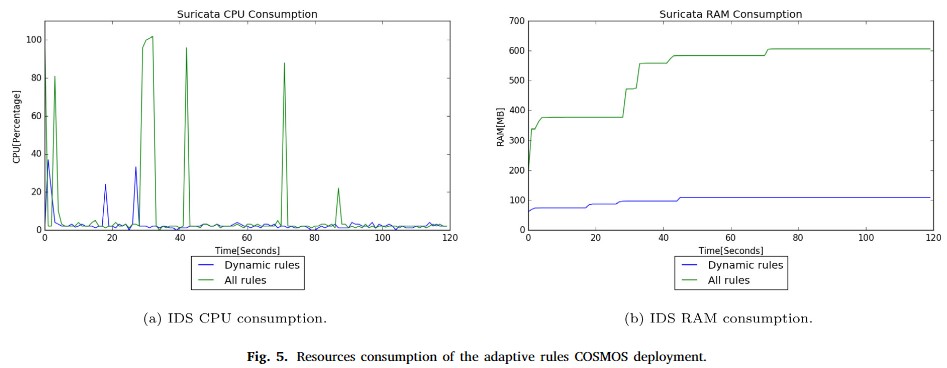 Suricata CPU Consumption
CPU[Percentage]
100
80
60
40
20
0
0 20 40 60 80 100 120
Time[Seconds]
Dynamic rules
All rules
(a) IDS CPU consumption.
Suricata RAM Consumption
RAM[MB]
700
600
500
400
300
200
100
0
0 20 40 60 80 100 120
Time[Seconds]
Dynamic rules
All rules
(b) IDS RAM consumption.
Fig. 5. Resources consumption of the adaptive rules COSMOS deployment.